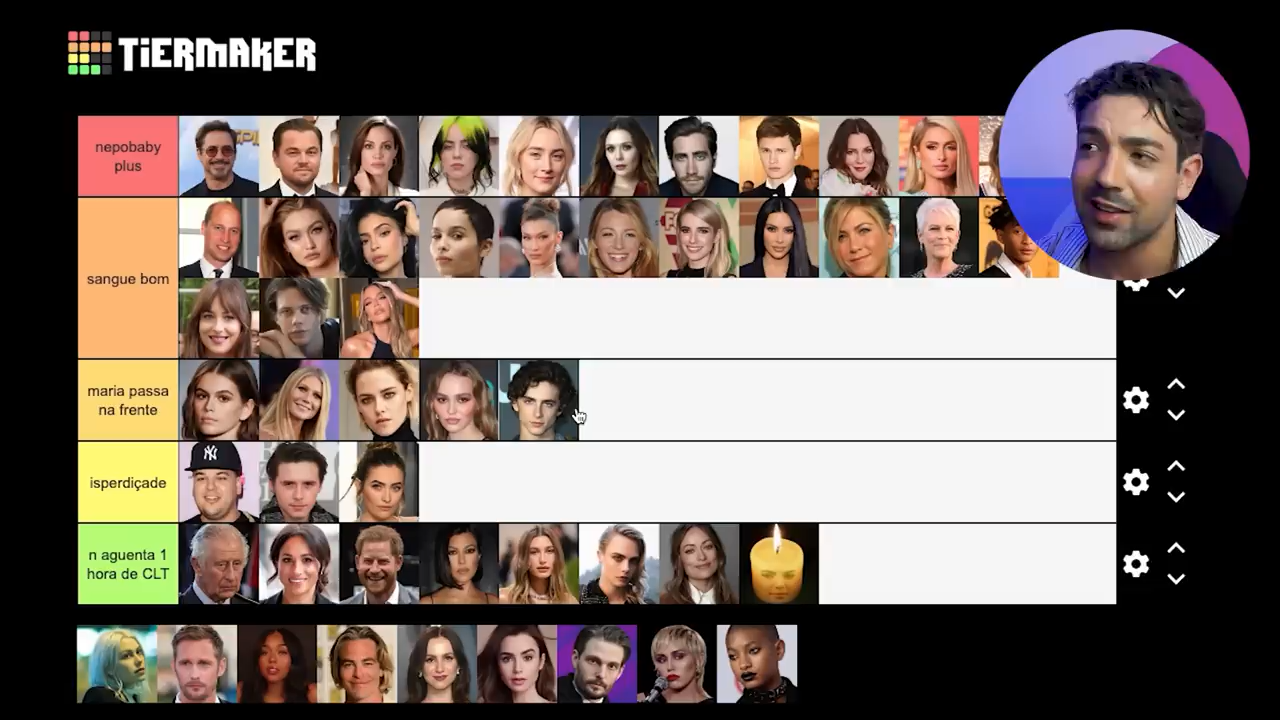 TiERMAKER
nepobaby
plus
sangue bom
maria passa
na frente
isperdiçade
n aguenta 1
hora de CLT